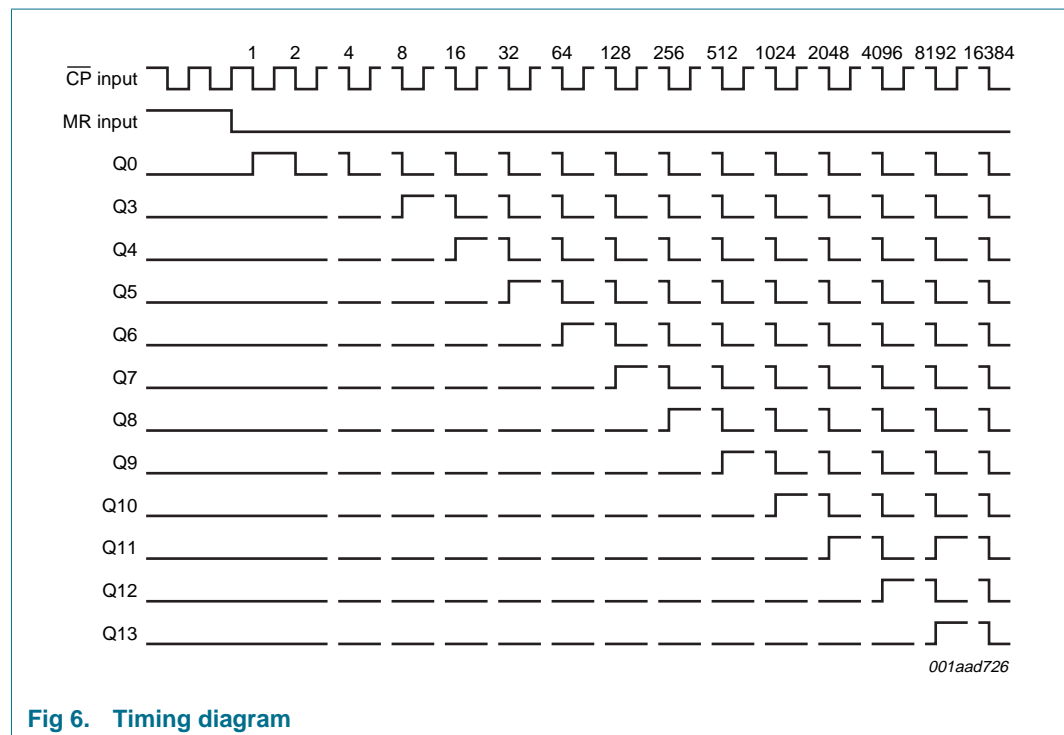 1 2 4 8 16 32 64 128 256 512 1024 2048 4096 8192 16384
CP input
MR input
Q0
Q3
Q4
Q5
Q6
Q7
Q8
Q9
Q10
Q11
Q12
Q13
001aad726
Fig 6. Timing diagram